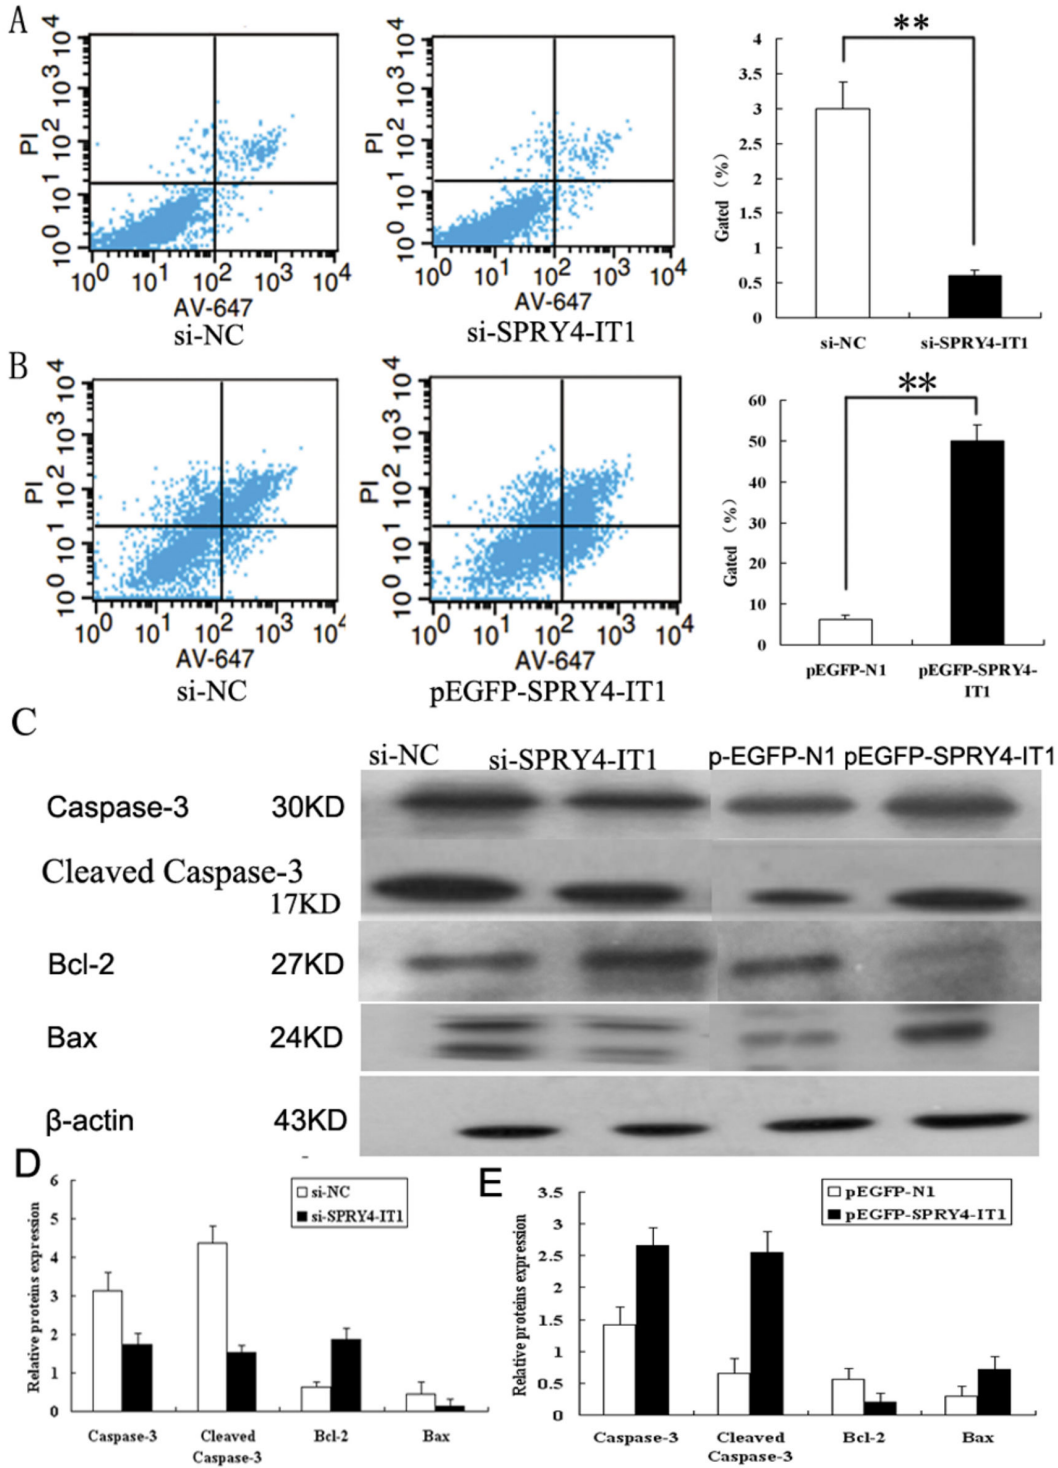 A
PI
10^0 10^1 10^2 10^3 10^4
10^0 10^1 10^2 10^3 10^4
AV-647
si-NC
PI
10^0 10^1 10^2 10^3 10^4
10^0 10^1 10^2 10^3 10^4
AV-647
si-SPRY4-IT1
**
Gated (%)
4
3.5
3
2.5
2
1.5
1
0.5
0
si-NC si-SPRY4-IT1
B
PI
10^0 10^1 10^2 10^3 10^4
10^0 10^1 10^2 10^3 10^4
AV-647
si-NC
PI
10^0 10^1 10^2 10^3 10^4
10^0 10^1 10^2 10^3 10^4
AV-647
pEGFP-SPRY4-IT1
**
Gated (%)
60
50
40
30
20
10
0
pEGFP-N1 pEGFP-SPRY4-
IT1
C
si-NC si-SPRY4-IT1 p-EGFP-N1 pEGFP-SPRY4-IT1
Caspase-3 30KD
Cleaved Caspase-3
17KD
Bcl-2 27KD
Bax 24KD
β-actin 43KD
D
Relative proteins expression
6
5
4
3
2
1
0
si-NC
si-SPRY4-IT1
Caspase-3 Cleaved Bcl-2 Bax
Caspase-3
E
Relative proteins expression
3.5
3
2.5
2
1.5
1
0.5
0
pEGFP-N1
pEGFP-SPRY4-IT1
Caspase-3 Cleaved Bcl-2 Bax
Caspase-3